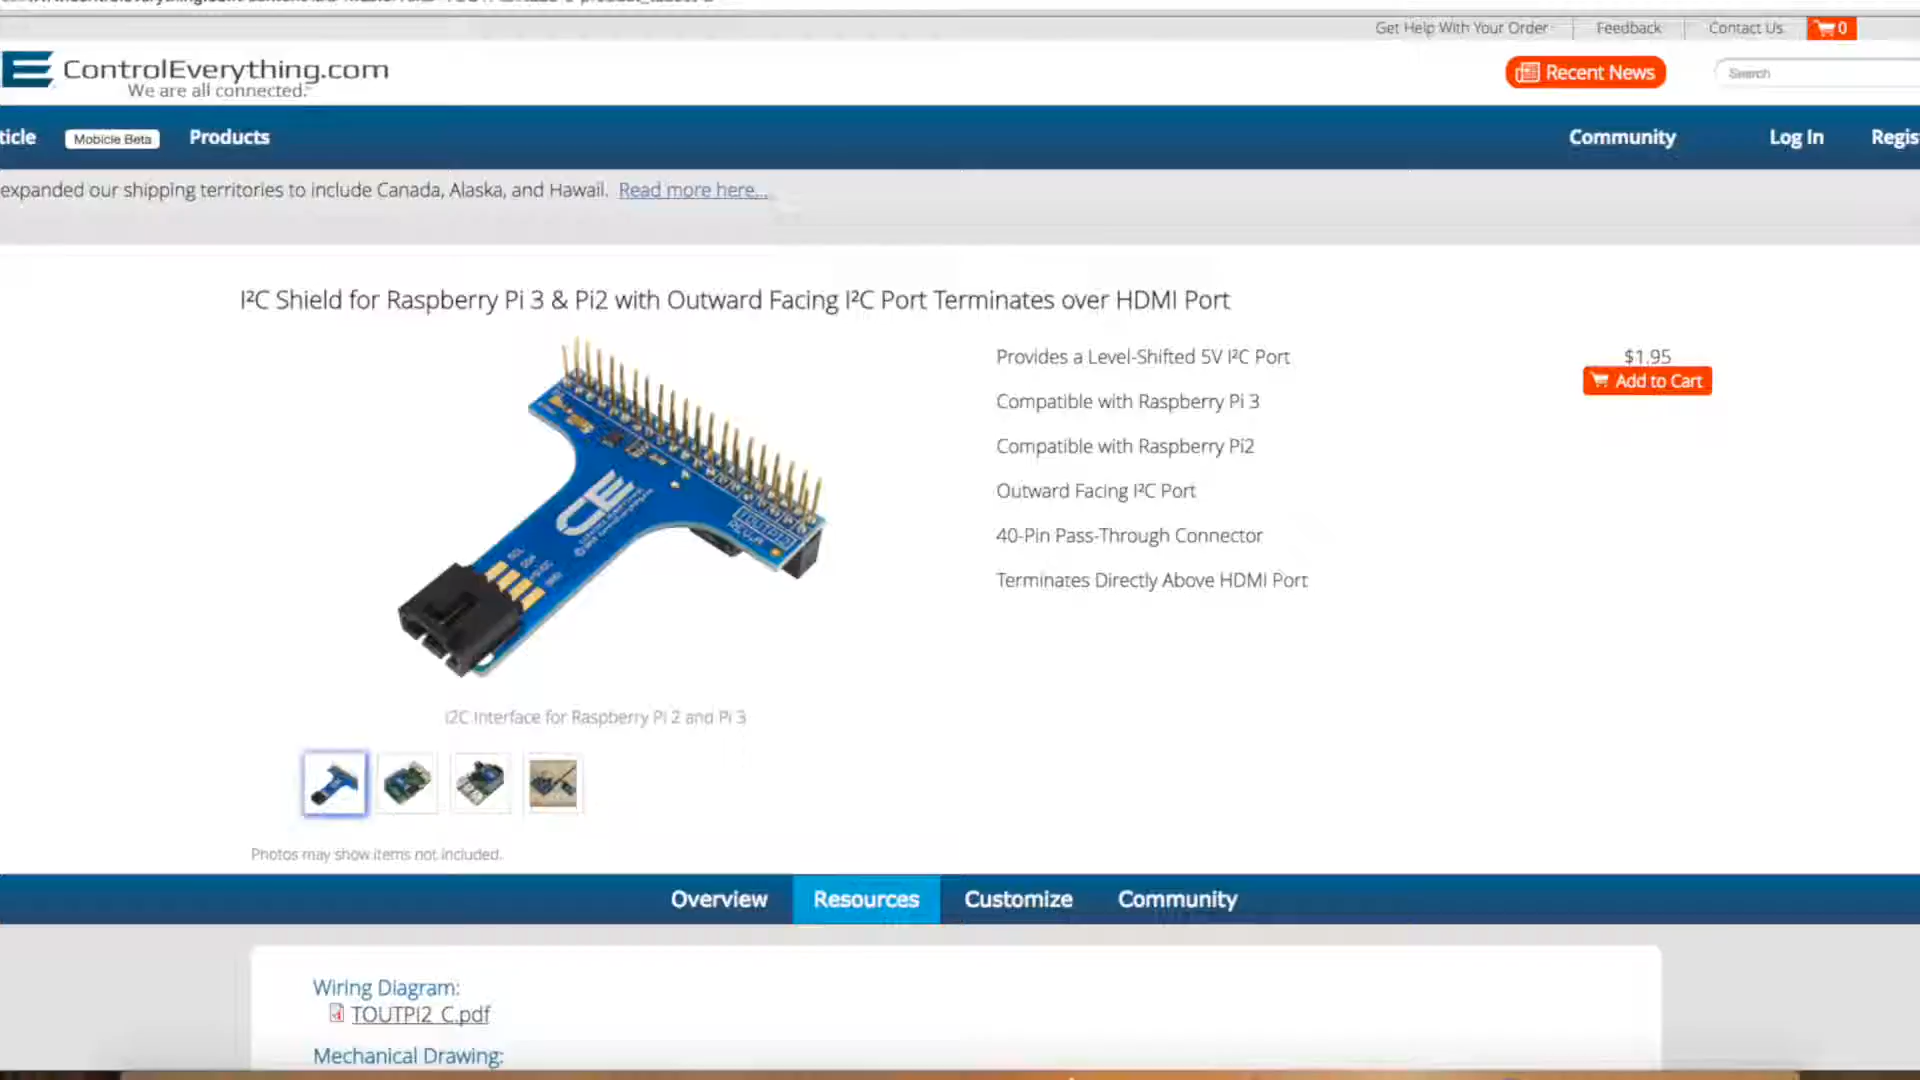 Get Help With Your Order
Feedback
Contact Us
0
ControlEverything.com
We are all connected.
Recent News
Search
ticle
Mobicle Beta
Products
Community
Log In
Regis
expanded our shipping territories to include Canada, Alaska, and Hawaii. Read more here...
I²C Shield for Raspberry Pi 3 & Pi2 with Outward Facing I²C Port Terminates over HDMI Port
Provides a Level-Shifted 5V I²C Port
$1.95
Add to Cart
Compatible with Raspberry Pi 3
Compatible with Raspberry Pi2
Outward Facing I²C Port
40-Pin Pass-Through Connector
Terminates Directly Above HDMI Port
CE
TOUTPI2
REV.A
SCL
SDA
I2C Interface for Raspberry Pi 2 and Pi 3
Photos may show items not included.
Overview
Resources
Customize
Community
Wiring Diagram:
TOUTPI2_C.pdf
Mechanical Drawing: